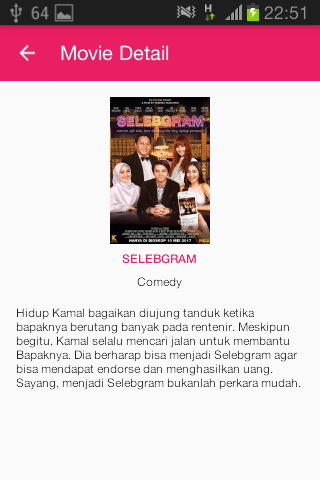 64 H 22:51
Movie Detail
SELEBGRAM
HANYA DI BIOSKOP 10 MEI 2017
SELEBGRAM
Comedy
Hidup Kamal bagaikan diujung tanduk ketika
bapaknya berutang banyak pada rentenir. Meskipun
begitu, Kamal selalu mencari jalan untuk membantu
Bapaknya. Dia berharap bisa menjadi Selebgram agar
bisa mendapat endorse dan menghasilkan uang.
Sayang, menjadi Selebgram bukanlah perkara mudah.